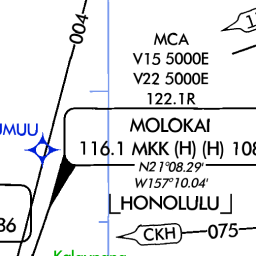 004
MCA
V15 5000E
V22 5000E
122.1R
MOLOKAI
116.1 MKK (H) (H) 108
N21°08.29'
W157°10.04'
HONOLULU
CKH 075
36